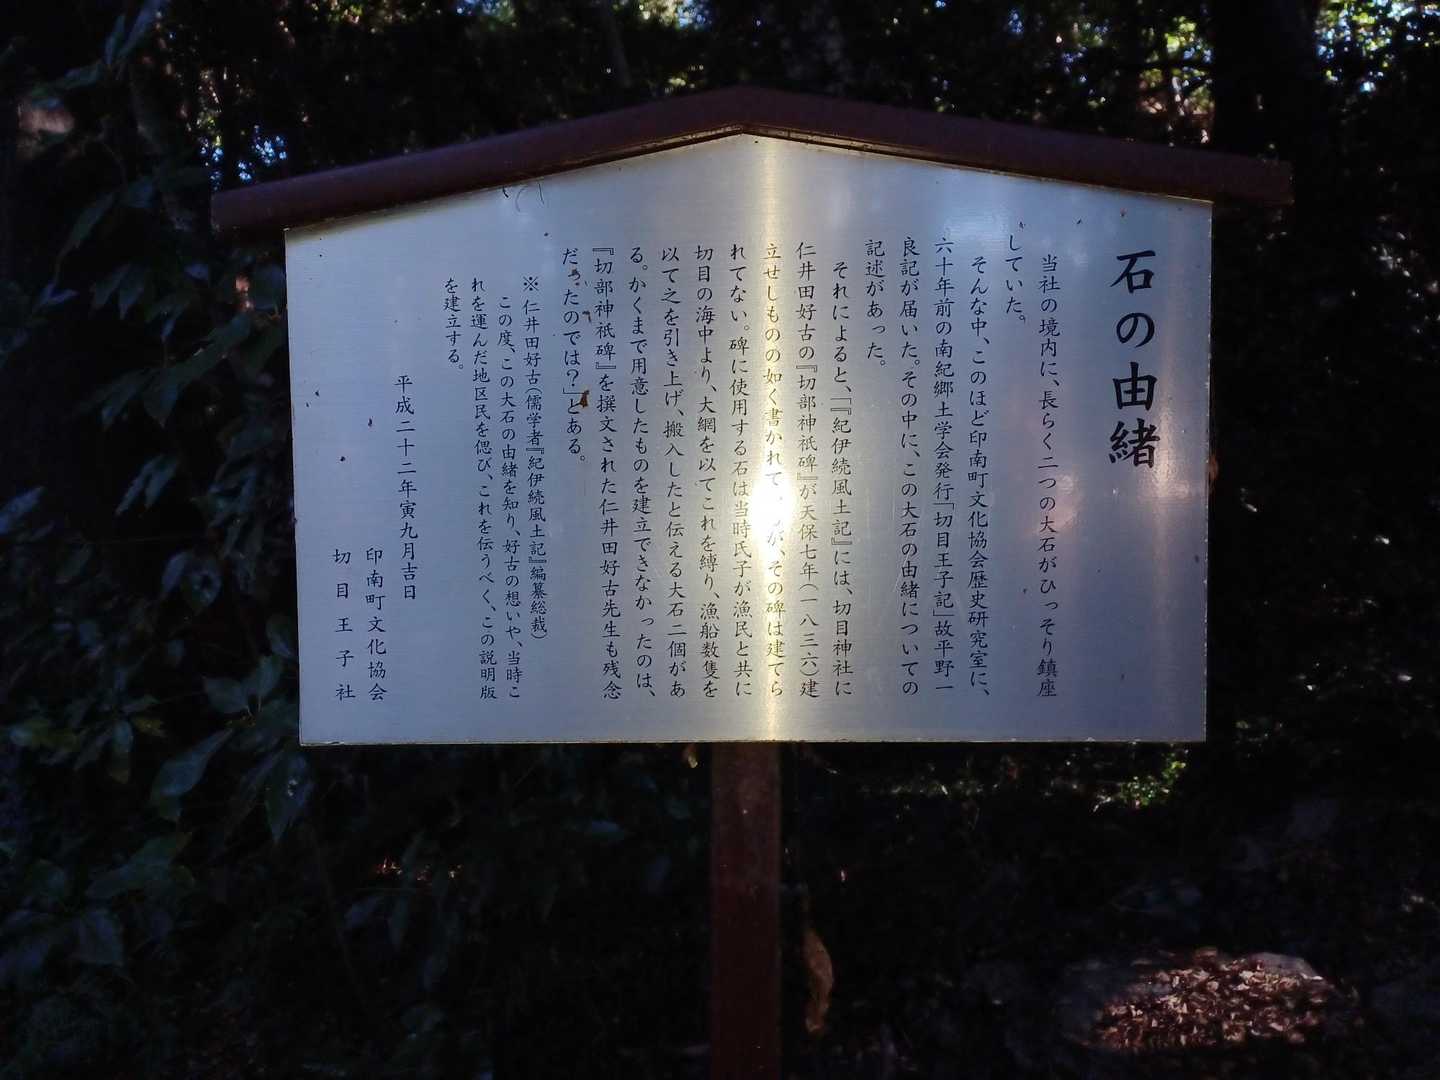 石の由緒
当社の境内に、長らく二つの大石がひっそり鎮座
していた。
そんな中、このほど印南町文化協会歴史研究室に、
六十年前の南紀郷土学会発行「切目王子記」故平野一
良記が届いた。その中に、この大石の由緒についての
記述があった。
それによると、「『紀伊続風土記』には、切目神社に
仁井田好古の『切部神祇碑』が天保七年(一八三六)建
立せしものの如く書かれて が、その碑は建てら
れてない。碑に使用する石は当時氏子が漁民と共に
切目の海中より、大網を以てこれを縛り、漁船数隻を
以て之を引き上げ、搬入したと伝える大石二個があ
る。かくまで用意したものを建立できなかったのは、
『切部神祇碑』を撰文された仁井田好古先生も残念
だったのでは?」とある。
※仁井田好古(儒学者『紀伊続風土記』編纂総裁)
この度、この大石の由緒を知り、好古の想いや、当時こ
れを運んだ地区民を偲び、これを伝うべく、この説明版
を建立する。
平成二十二年寅九月吉日
印南町文化協会
切目王子社